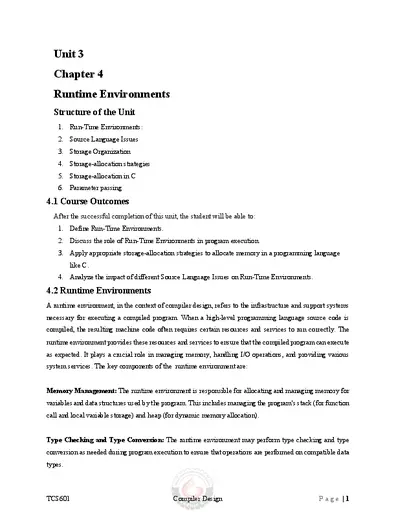 Unit 3
Chapter 4
Runtime Environments
Structure of the Unit
1. Run-Time Environments:
2. Source Language Issues
3. Storage Organization
4. Storage-allocation strategies
5. Storage-allocation in C
6. Parameter passing
4.1 Course Outcomes
After the successful completion of this unit, the student will be able to:
1. Define Run-Time Environments.
2. Discuss the role of Run-Time Environments in program execution.
3. Apply appropriate storage-allocation strategies to allocate memory in a programming language
like C.
4. Analyze the impact of different Source Language Issues on Run-Time Environments.
4.2 Runtime Environments
A runtime environment, in the context of compiler design, refers to the infrastructure and support systems
necessary for executing a compiled program. When a high-level programming language source code is
compiled, the resulting machine code often requires certain resources and services to run correctly. The
runtime environment provides these resources and services to ensure that the compiled program can execute
as expected. It plays a crucial role in managing memory, handling I/O operations, and providing various
system services. The key components of the runtime environment are:
Memory Management: The runtime environment is responsible for allocating and managing memory for
variables and data structures used by the program. This includes managing the program's stack (for function
call and local variable storage) and heap (for dynamic memory allocation).
Type Checking and Type Conversion: The runtime environment may perform type checking and type
conversion as needed during program execution to ensure that operations are performed on compatible data
types.
TCS601 Compiler Design Page | 1